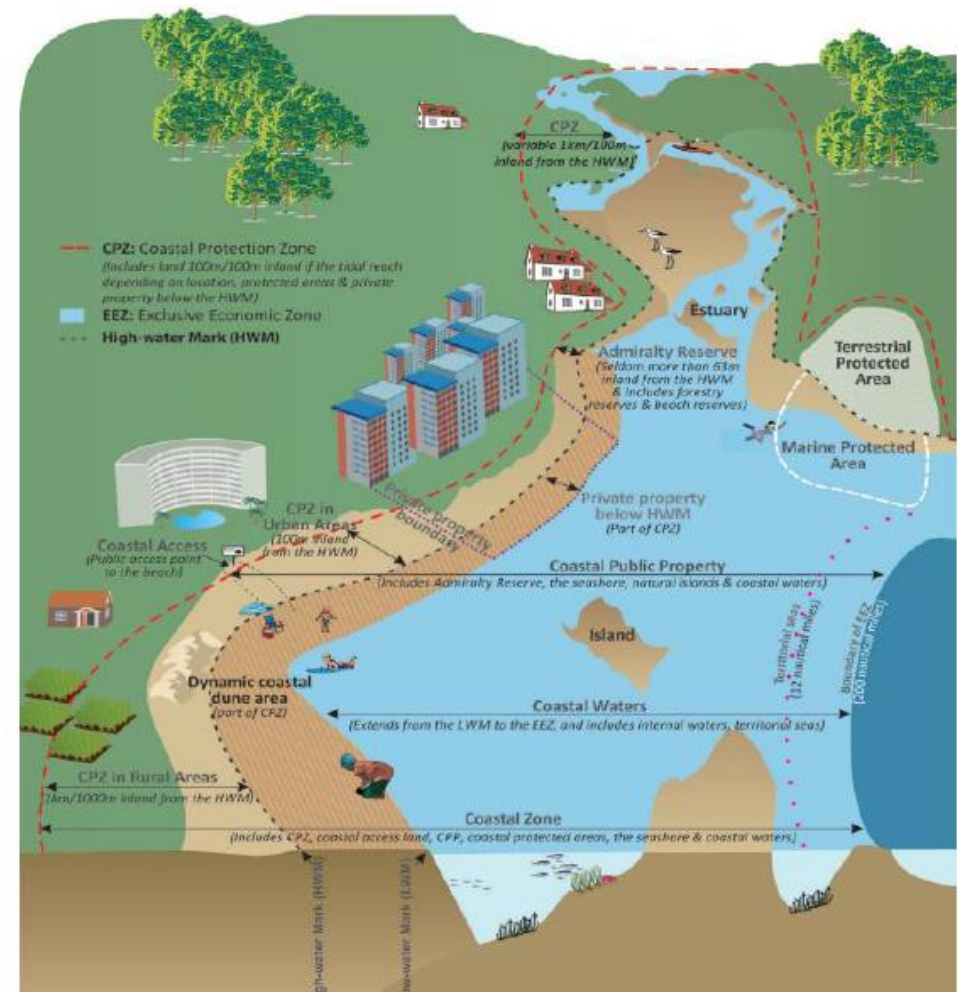 CPZ
(variable 1km/100m
inland from the HWM)
CPZ: Coastal Protection Zone
(Includes land 100m/100m inland if the tidal reach
depending on location, protected areas & private
property below the HWM)
EEZ: Exclusive Economic Zone
High-water Mark (HWM)
Estuary
Terrestrial
Protected
Area
Admiralty Reserve
(Seldom more than 63m
inland from the HWM
& includes forestry
reserves & beach reserves)
Marine Protected
Area
Private property
boundary
Private property
below HWM
(Part of CPZ)
CPZ in
Urban Areas
(100m inland
from the HWM)
Coastal Access
(Public access point
to the beach)
Coastal Public Property
(Includes Admiralty Reserve, the seashore, natural islands & coastal waters)
Island
Territorial seas
(12 nautical miles)
Boundary of EEZ
(200 nautical miles)
Dynamic coastal
dune area
(part of CPZ)
Coastal Waters
(Extends from the LWM to the EEZ, and includes internal waters, territorial seas)
CPZ in Rural Areas
1km/1000m inland from the HWM)
Coastal Zone
(Includes CPZ, coastal access land, CPP, coastal protected areas, the seashore & coastal waters)
gh-water Mark (HWM)
w-water Mark (LWM)